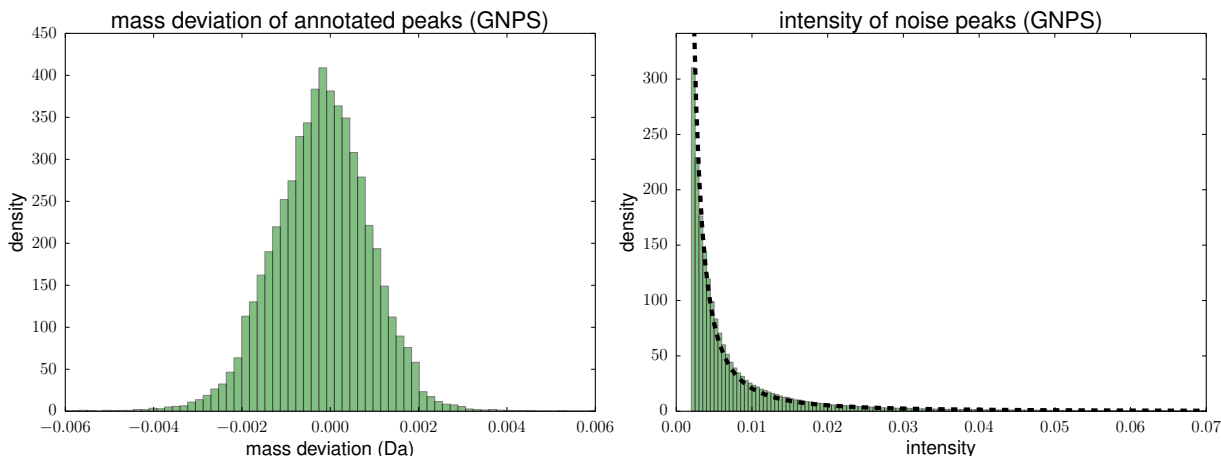 mass deviation of annotated peaks (GNPS)
450
400
350
300
250
200
150
100
50
0
density
−0.006 −0.004 −0.002 0.000 0.002 0.004 0.006
mass deviation (Da)
intensity of noise peaks (GNPS)
300
250
200
150
100
50
0
density
0.00 0.01 0.02 0.03 0.04 0.05 0.06 0.07
intensity